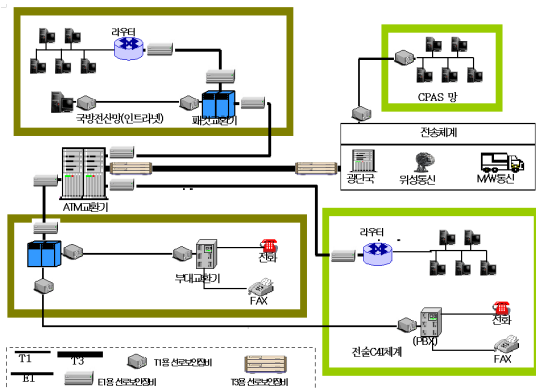 라우터
국방전산망(인트라넷)
패킷교환기
CPAS 망
전송체계
광단국
위성통신
M/W통신
ATM교환기
라우터
전화
부대교환기
FAX
전화
(PBX)
전술C4I체계
FAX
T1
T3
E1
T1용 선로보안장비
E1용 선로보안장비
T3용 선로보안장비